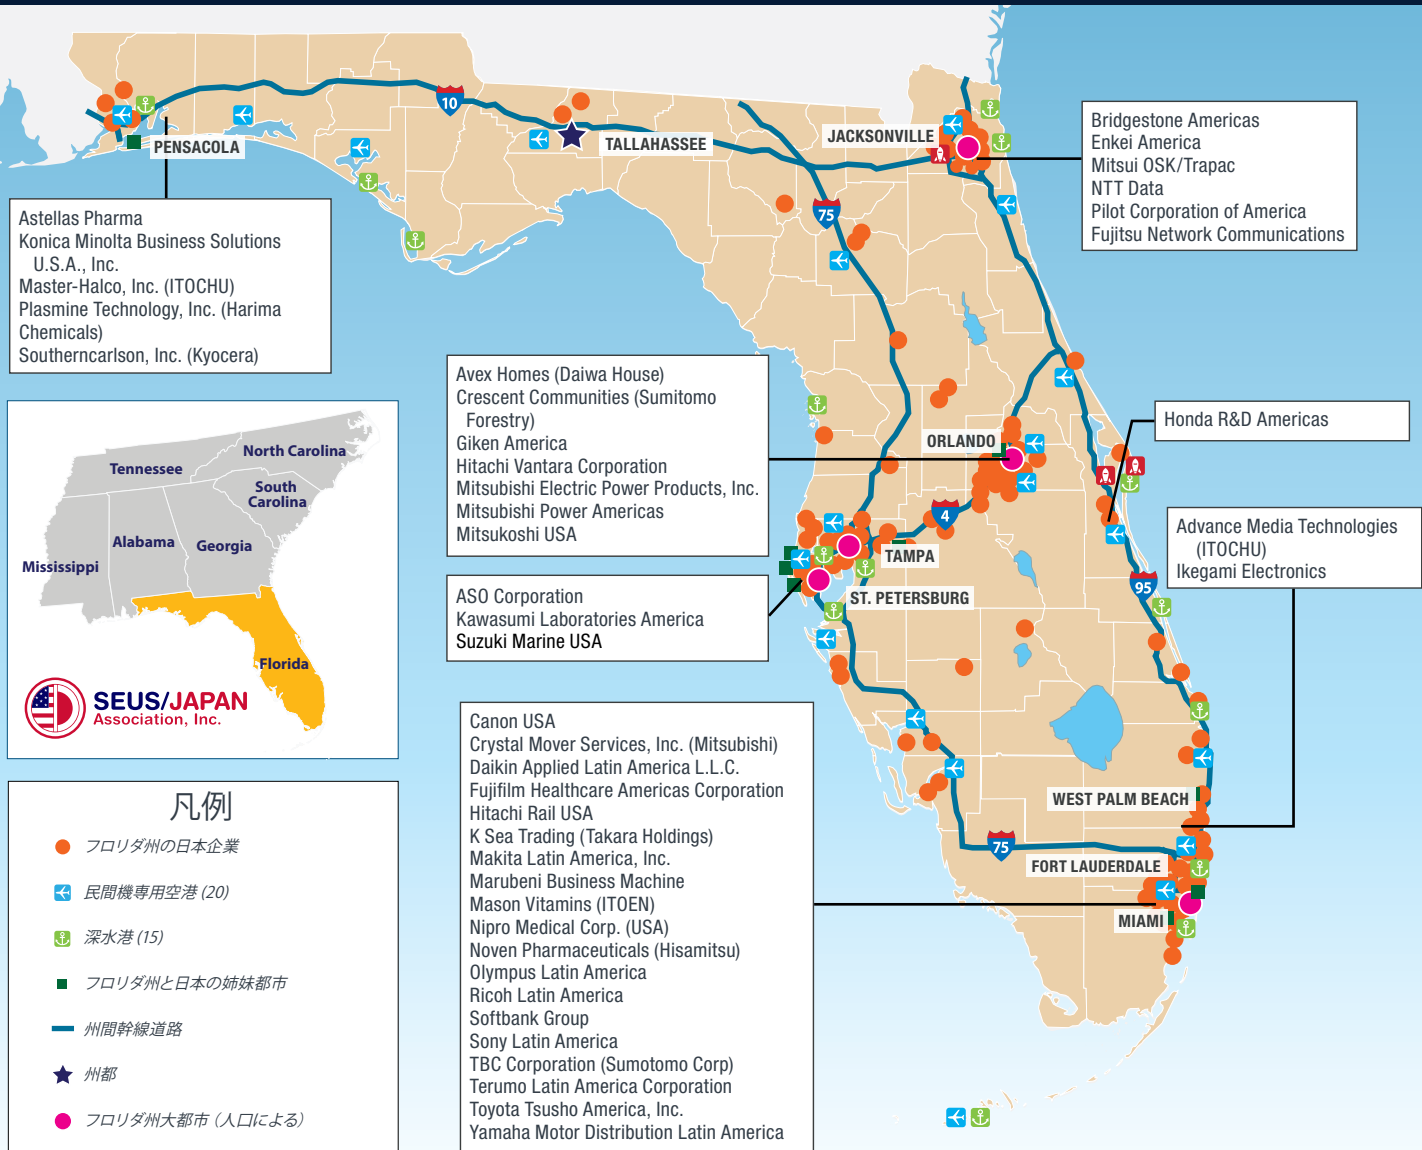 10
PENSACOLA
TALLAHASSEE
JACKSONVILLE
75
Bridgestone Americas
Enkei America
Mitsui OSK/Trapac
NTT Data
Pilot Corporation of America
Fujitsu Network Communications
Astellas Pharma
Konica Minolta Business Solutions
U.S.A., Inc.
Master-Halco, Inc. (ITOCHU)
Plasmine Technology, Inc. (Harima
Chemicals)
Southerncarlson, Inc. (Kyocera)
Avex Homes (Daiwa House)
Crescent Communities (Sumitomo
Forestry)
Giken America
Hitachi Vantara Corporation
Mitsubishi Electric Power Products, Inc.
Mitsubishi Power Americas
Mitsukoshi USA
ORLANDO
Honda R&D Americas
4
TAMPA
Advance Media Technologies
(ITOCHU)
Ikegami Electronics
95
ASO Corporation
Kawasumi Laboratories America
Suzuki Marine USA
ST. PETERSBURG
Tennessee
North Carolina
South
Carolina
Alabama
Georgia
Mississippi
Florida
SEUS/JAPAN
Association, Inc.
Canon USA
Crystal Mover Services, Inc. (Mitsubishi)
Daikin Applied Latin America L.L.C.
Fujifilm Healthcare Americas Corporation
Hitachi Rail USA
K Sea Trading (Takara Holdings)
Makita Latin America, Inc.
Marubeni Business Machine
Mason Vitamins (ITOEN)
Nipro Medical Corp. (USA)
Noven Pharmaceuticals (Hisamitsu)
Olympus Latin America
Ricoh Latin America
Softbank Group
Sony Latin America
TBC Corporation (Sumotomo Corp)
Terumo Latin America Corporation
Toyota Tsusho America, Inc.
Yamaha Motor Distribution Latin America
WEST PALM BEACH
75
FORT LAUDERDALE
MIAMI
凡例
フロリダ州の日本企業
民間機専用空港 (20)
深水港 (15)
フロリダ州と日本の姉妹都市
州間幹線道路
州都
フロリダ州大都市（人口による）